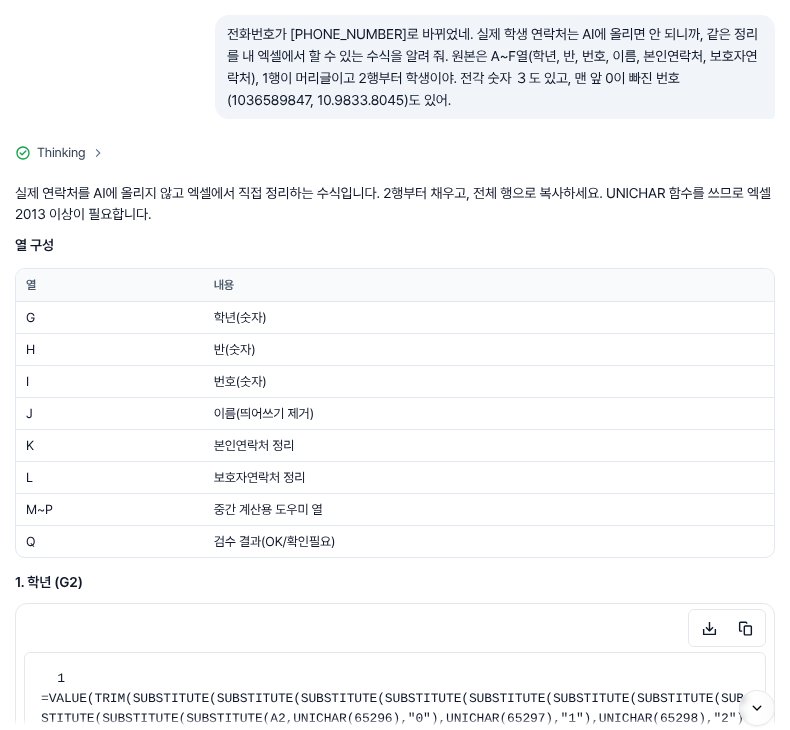 전화번호가 [PHONE_NUMBER]로 바뀌었네. 실제 학생 연락처는 AI에 올리면 안 되니까, 같은 정리
를 내 엑셀에서 할 수 있는 수식을 알려 줘. 원본은 A~F열(학년, 반, 번호, 이름, 본인연락처, 보호자연
락처), 1행이 머리글이고 2행부터 학생이야. 전각 숫자 ３도 있고, 맨 앞 0이 빠진 번호
(1036589847, 10.9833.8045)도 있어.
Thinking
실제 연락처를 AI에 올리지 않고 엑셀에서 직접 정리하는 수식입니다. 2행부터 채우고, 전체 행으로 복사하세요. UNICHAR 함수를 쓰므로 엑셀
2013 이상이 필요합니다.
열 구성
열 내용
G 학년(숫자)
H 반(숫자)
I 번호(숫자)
J 이름(띄어쓰기 제거)
K 본인연락처 정리
L 보호자연락처 정리
M~P 중간 계산용 도우미 열
Q 검수 결과(OK/확인필요)
1. 학년 (G2)
1
=VALUE(TRIM(SUBSTITUTE(SUBSTITUTE(SUBSTITUTE(SUBSTITUTE(SUBSTITUTE(SUBSTITUTE(SUBSTITUTE(SUB
STITUTE(SUBSTITUTE(SUBSTITUTE(A2,UNICHAR(65296),"0"),UNICHAR(65297),"1"),UNICHAR(65298),"2")